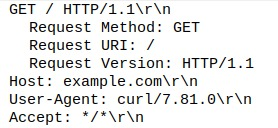 GET / HTTP/1.1\r\n
Request Method: GET
Request URI: /
Request Version: HTTP/1.1
Host: example.com\r\n
User-Agent: curl/7.81.0\r\n
Accept: */*\r\n